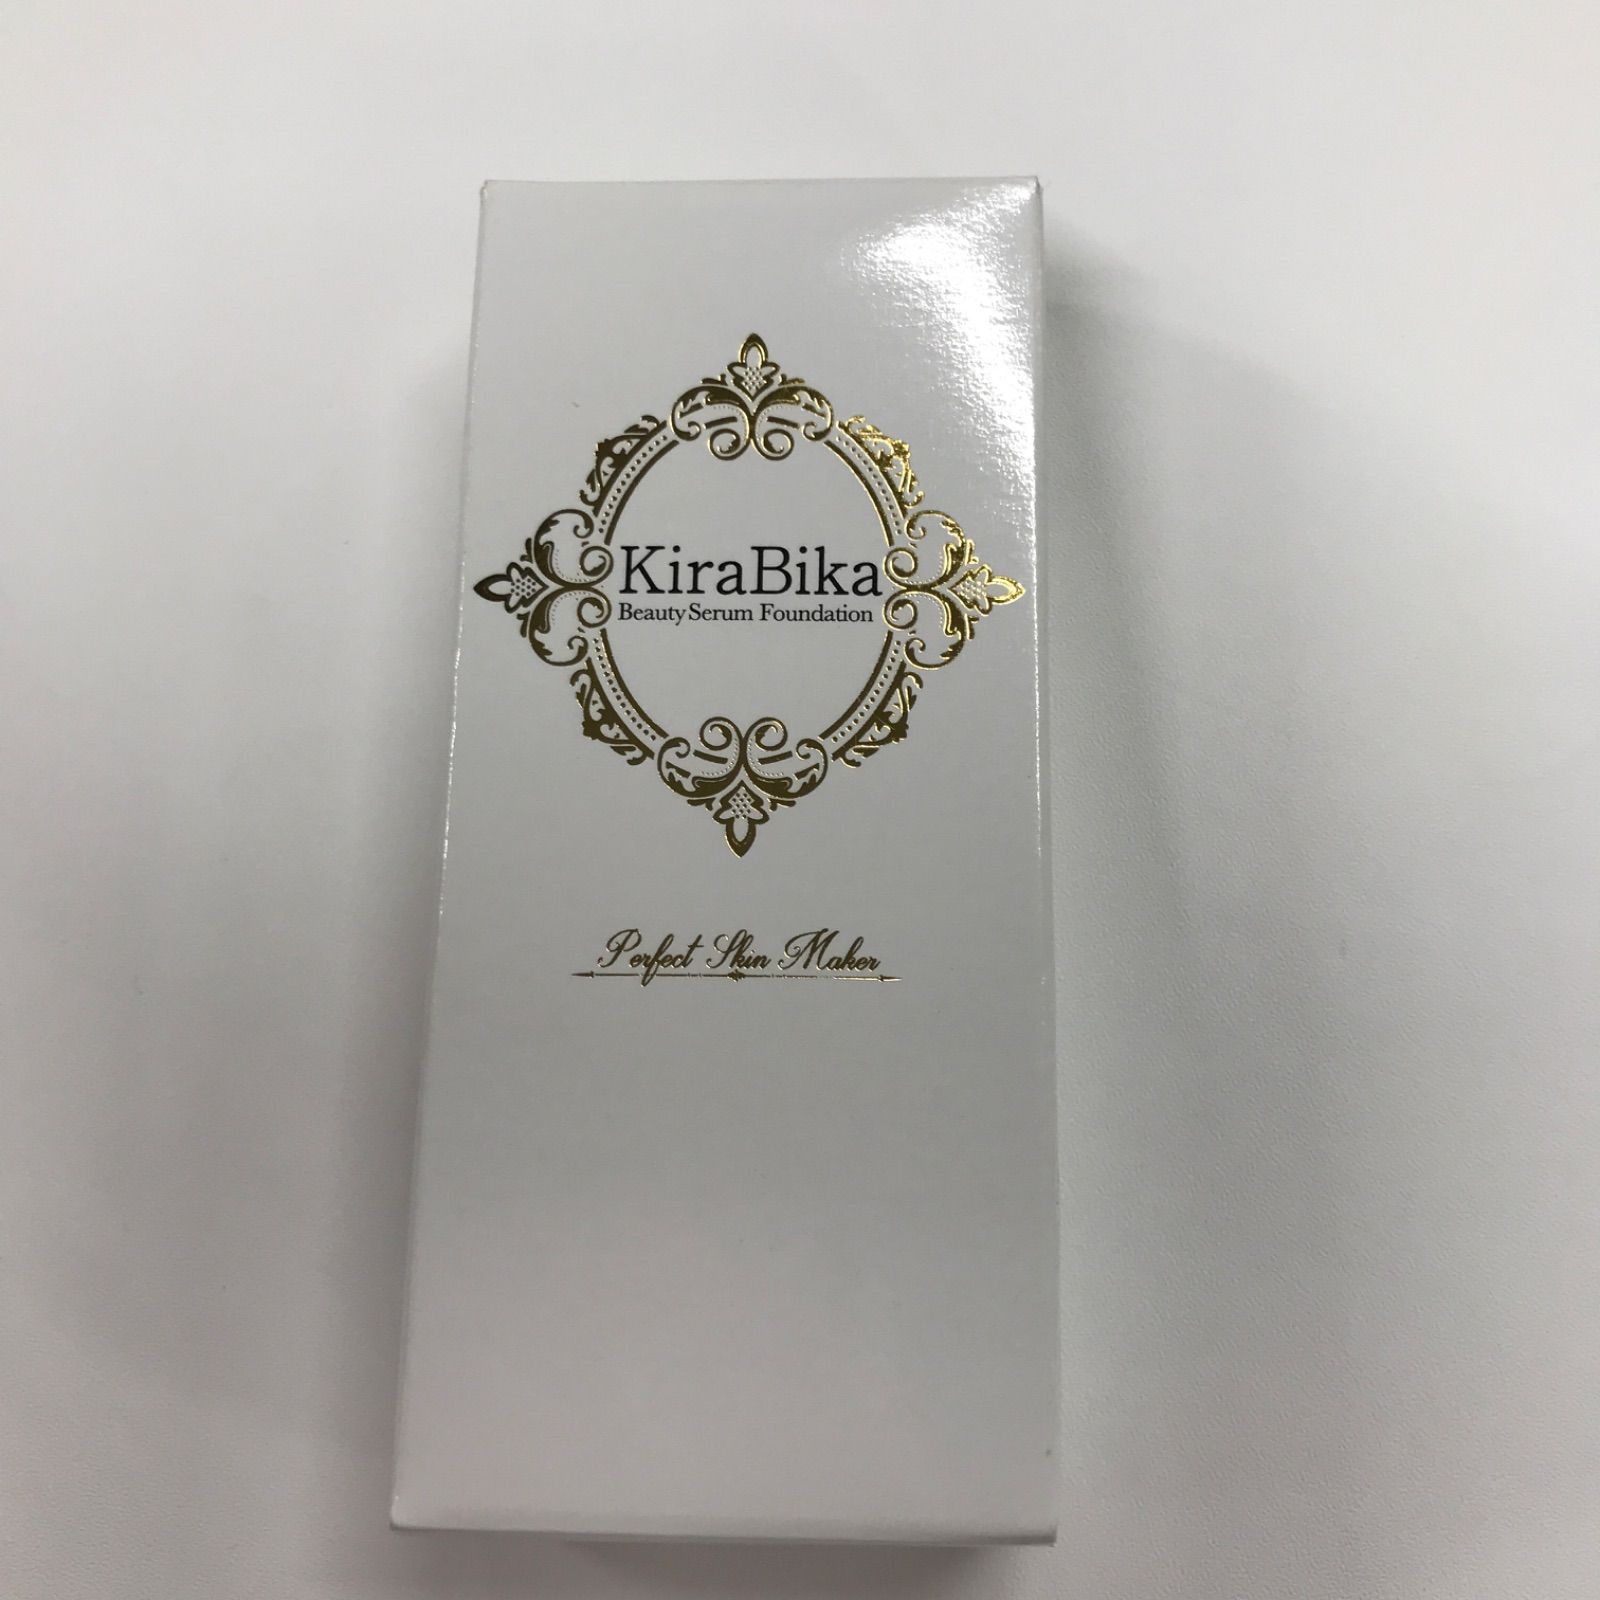 KiraBika
Beauty Serum Foundation
Perfect Skin Maker